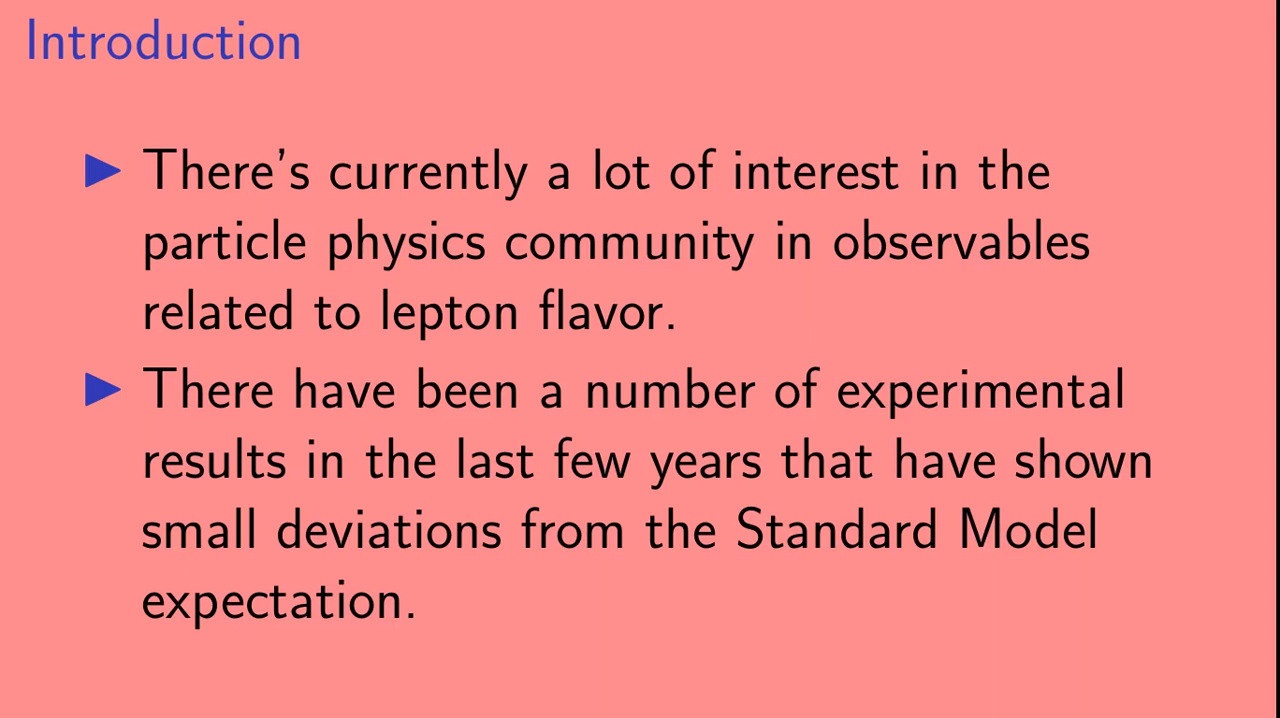 Introduction
There's currently a lot of interest in the
particle physics community in observables
related to lepton flavor.
There have been a number of experimental
results in the last few years that have shown
small deviations from the Standard Model
expectation.